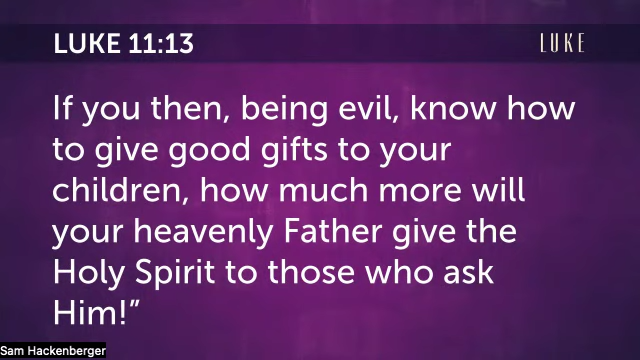 LUKE 11:13
LUKE
If you then, being evil, know how
to give good gifts to your
children, how much more will
your heavenly Father give the
Holy Spirit to those who ask
Him!”
Sam Hackenberger